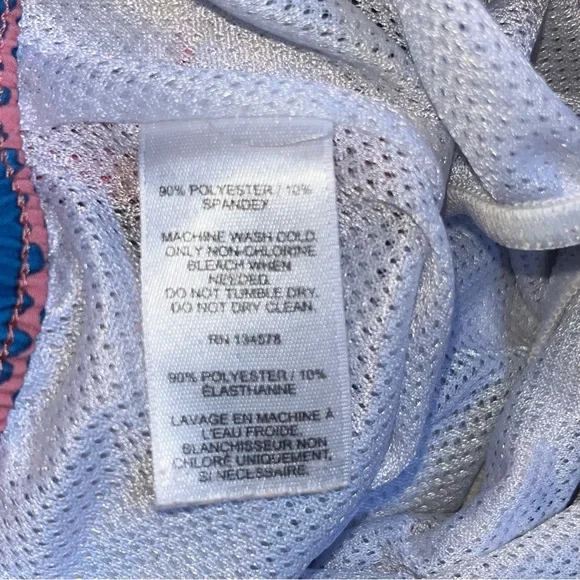 90% POLYESTER / 10%
SPANDEX
MACHINE WASH COLD
ONLY NON-CHLORINE
BLEACH WHEN
NEEDED
DO NOT TUMBLE DRY.
DO NOT DRY CLEAN.
RN 134578
90% POLYESTER / 10%
ÉLASTHANNE
LAVAGE EN MACHINE À
L'EAU FROIDE.
BLANCHISSEUR NON
CHLORÉ UNIQUEMENT,
SI NÉCESSAIRE.